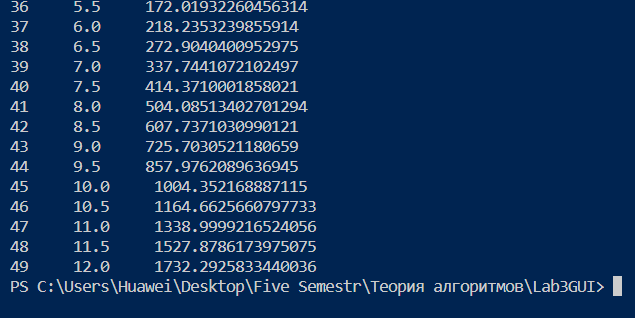 36 5.5 172.01932260456314
37 6.0 218.2353239855914
38 6.5 272.9040400952975
39 7.0 337.7441072102497
40 7.5 414.3710001858021
41 8.0 504.08513402701294
42 8.5 607.7371030990121
43 9.0 725.7030521180659
44 9.5 857.9762089636945
45 10.0 1004.352168887115
46 10.5 1164.6625660797733
47 11.0 1338.9999216524056
48 11.5 1527.8786173975075
49 12.0 1732.2925833440036
PS C:\Users\Huawei\Desktop\Five Semestr\Теория алгоритмов\Lab3GUI>